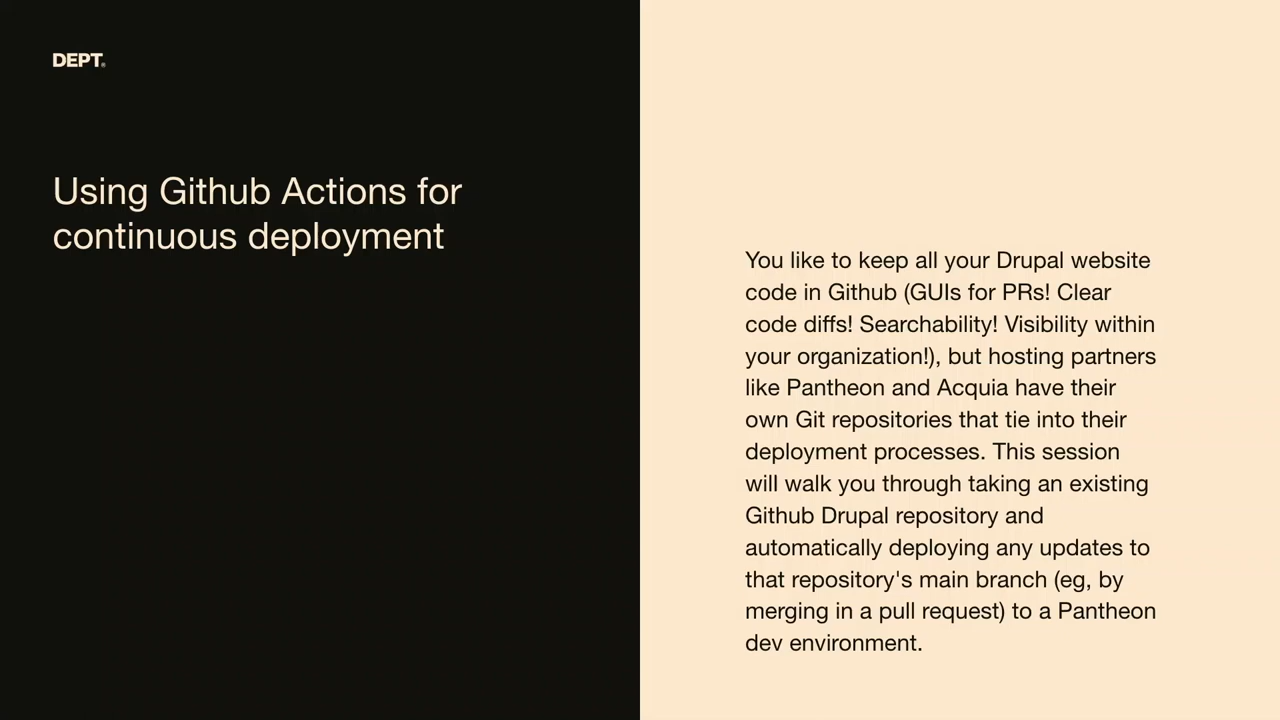 DEPT®
Using Github Actions for
continuous deployment
You like to keep all your Drupal website
code in Github (GUIs for PRs! Clear
code diffs! Searchability! Visibility within
your organization!), but hosting partners
like Pantheon and Acquia have their
own Git repositories that tie into their
deployment processes. This session
will walk you through taking an existing
Github Drupal repository and
automatically deploying any updates to
that repository's main branch (eg, by
merging in a pull request) to a Pantheon
dev environment.